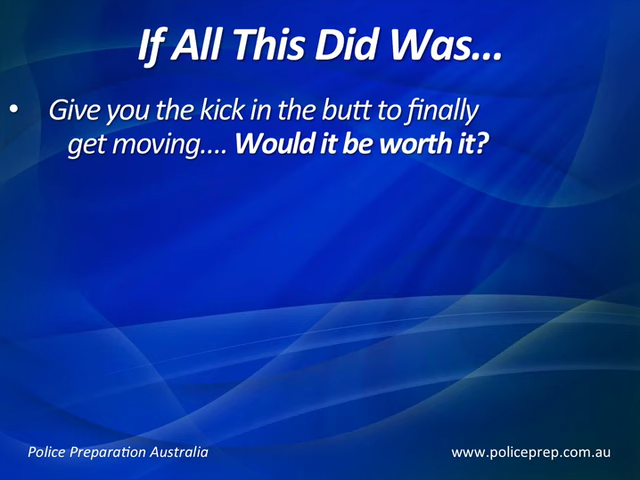 If All This Did Was...
• Give you the kick in the butt to finally
get moving.... Would it be worth it?
Police Preparation Australia
www.policeprep.com.au